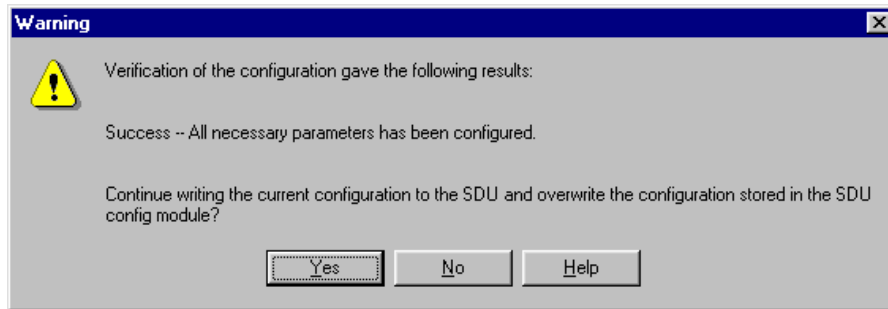 Warning
Verification of the configuration gave the following results:
Success -- All necessary parameters has been configured.
Continue writing the current configuration to the SDU and overwrite the configuration stored in the SDU
config module?
Yes No Help